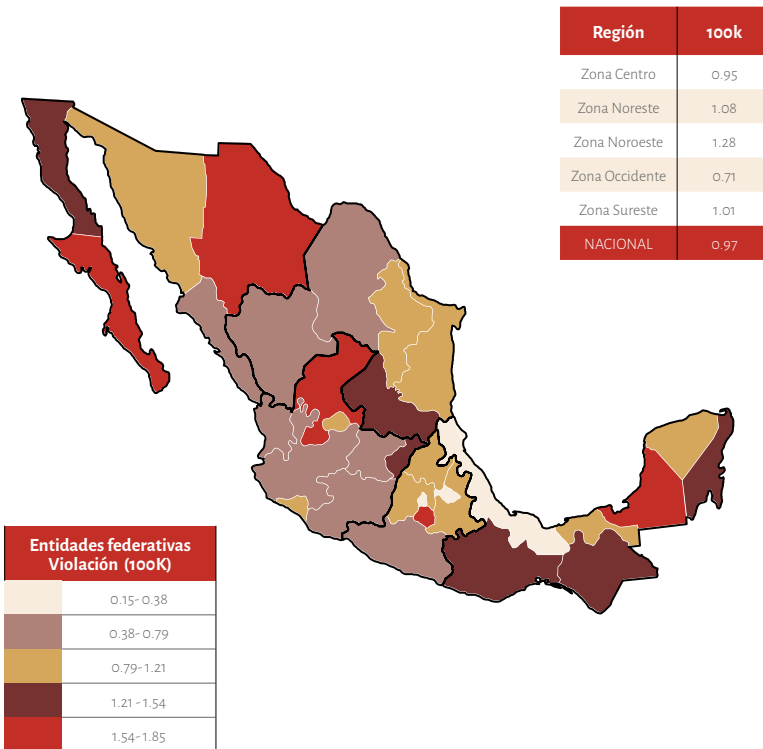 Región 100k
Zona Centro 0.95
Zona Noreste 1.08
Zona Noroeste 1.28
Zona Occidente 0.71
Zona Sureste 1.01
NACIONAL 0.97
Entidades federativas
Violación (100K)
0.15- 0.38
0.38- 0.79
0.79- 1.21
1.21 - 1.54
1.54- 1.85